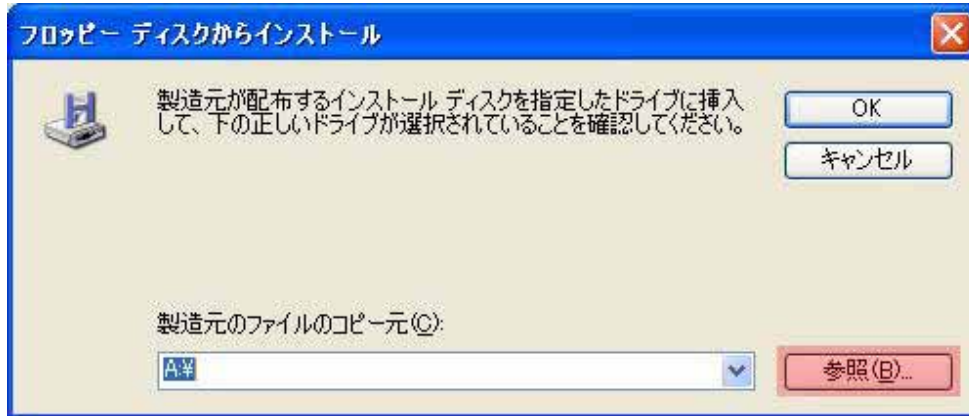 フロッピー ディスクからインストール
製造元が配布するインストール ディスクを指定したドライブに挿入
して、下の正しいドライブが選択されていることを確認してください。
OK
キャンセル
製造元のファイルのコピー元(C):
A:¥
参照(B)...